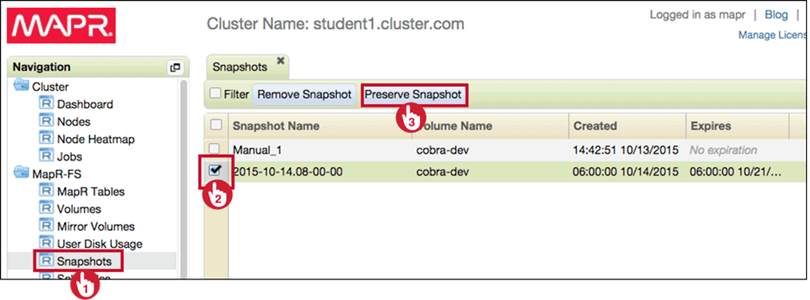 Logged in as mapr | Blog |
MAPR.
Cluster Name: student1.cluster.com
Manage Licens
Navigation
Snapshots
Cluster
Filter Remove Snapshot Preserve Snapshot
Dashboard
3
Nodes
Snapshot Name Volume Name Created Expires
Node Heatmap
Jobs
Manual_1 cobra-dev 14:42:51 10/13/2015 No expiration
MapR-FS
2015-10-14.08-00-00 cobra-dev 06:00:00 10/14/2015 06:00:00 10/21/...
MapR Tables
2
Volumes
Mirror Volumes
User Disk Usage
Snapshots
1